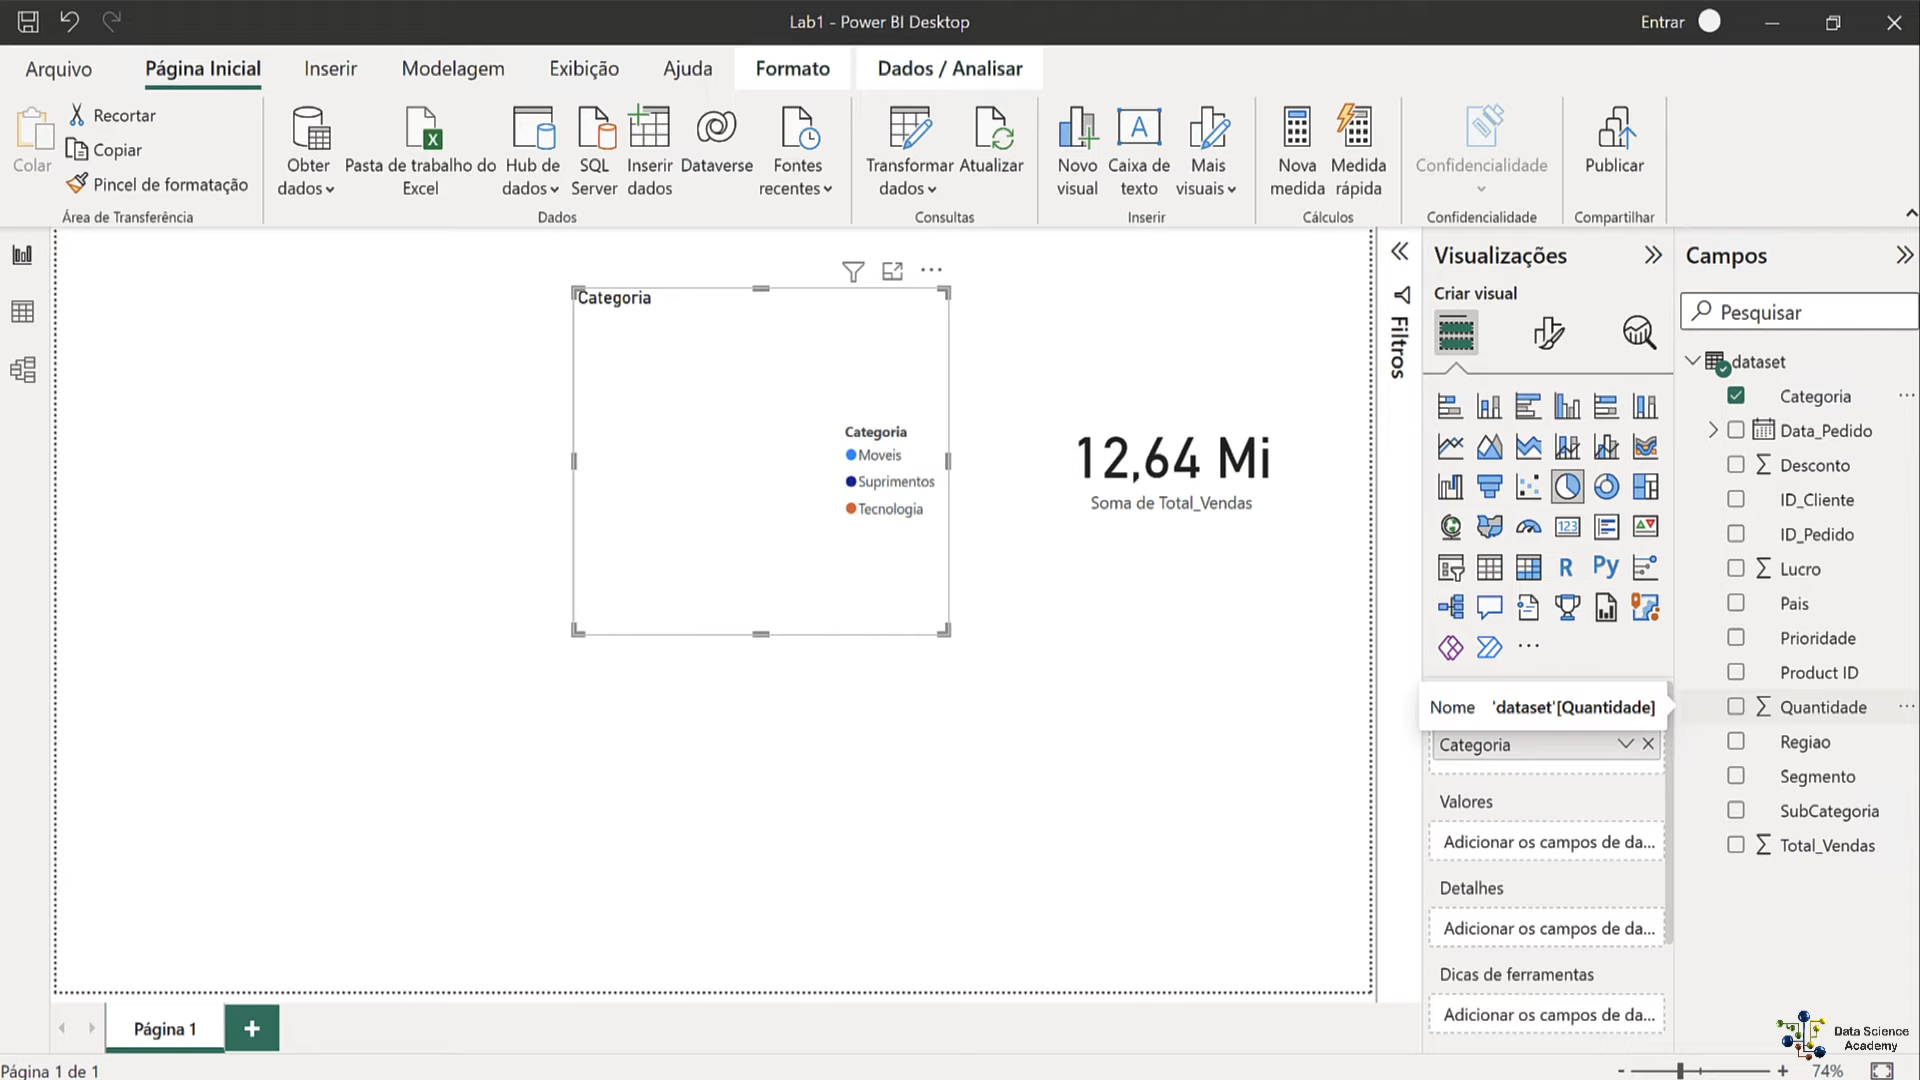 Lab1 - Power BI Desktop
Entrar
Arquivo
Página Inicial
Inserir
Modelagem
Exibição
Ajuda
Formato
Dados / Analisar
Colar
Recortar
Copiar
Pincel de formatação
Área de Transferência
Obter
dados
Pasta de trabalho do
Excel
Hub de
dados
SQL
Server
Inserir
dados
Dataverse
Fontes
recentes
Dados
Transformar
dados
Atualizar
Consultas
Novo
visual
Caixa de
texto
Mais
visuais
Inserir
Nova
medida
Medida
rápida
Cálculos
Confidencialidade
Confidencialidade
Publicar
Compartilhar
Categoria
Categoria
Moveis
Suprimentos
Tecnologia
12,64 Mi
Soma de Total_Vendas
Filtros
Visualizações
Criar visual
123
R
Py
Nome 'dataset'[Quantidade]
Categoria
Valores
Adicionar os campos de da...
Detalhes
Adicionar os campos de da...
Dicas de ferramentas
Adicionar os campos de da...
Campos
Pesquisar
dataset
Categoria
Data_Pedido
Desconto
ID_Cliente
ID_Pedido
Lucro
Pais
Prioridade
Product ID
Quantidade
Regiao
Segmento
SubCategoria
Total_Vendas
Página 1
Página 1 de 1
Data Science
Academy
74%